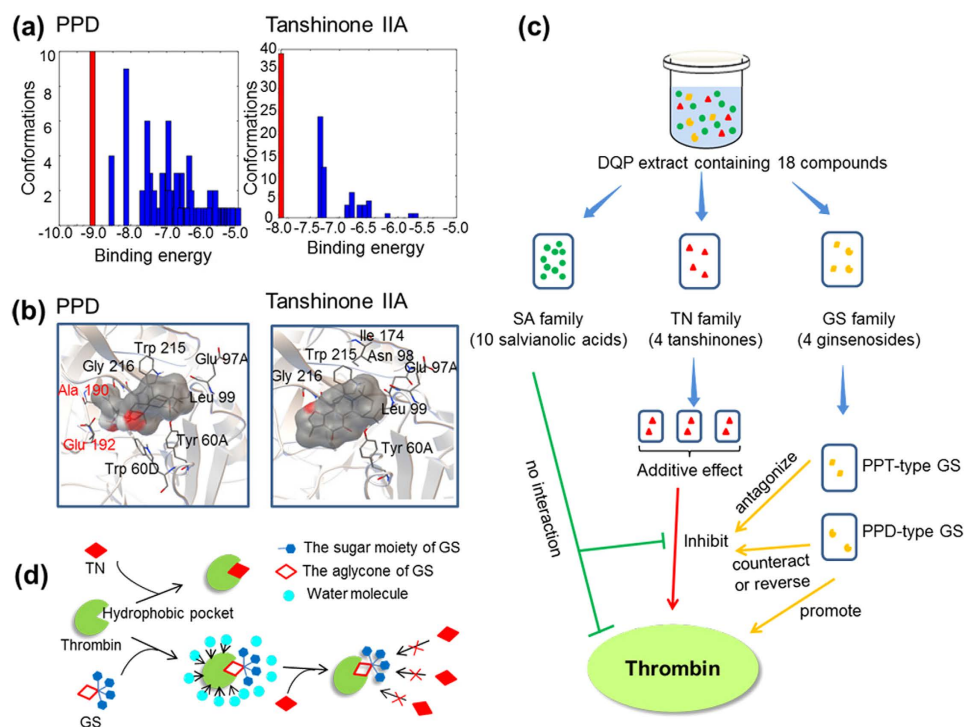 (a)
PPD
Conformations
10
8
6
4
2
-10.0 -9.0 -8.0 -7.0 -6.0 -5.0
Binding energy
Tanshinone IIA
Conformations
40
35
30
25
20
15
10
5
0
-8.0 -7.5 -7.0 -6.5 -6.0 -5.5 -5.0
Binding energy
(b)
PPD
Trp 215
Glu 97A
Gly 216
Ala 190
Leu 99
Glu 192
Tyr 60A
Trp 60D
Tanshinone IIA
Ile 174
Trp 215
Asn 98
Glu 97A
Gly 216
Leu 99
Tyr 60A
(c)
DQP extract containing 18 compounds
SA family
(10 salvianolic acids)
TN family
(4 tanshinones)
GS family
(4 ginsenosides)
Additive effect
no interaction
PPT-type GS
antagonize
Inhibit
PPD-type GS
counteract
or reverse
promote
Thrombin
(d)
TN
Hydrophobic pocket
Thrombin
GS
The sugar moiety of GS
The aglycone of GS
Water molecule